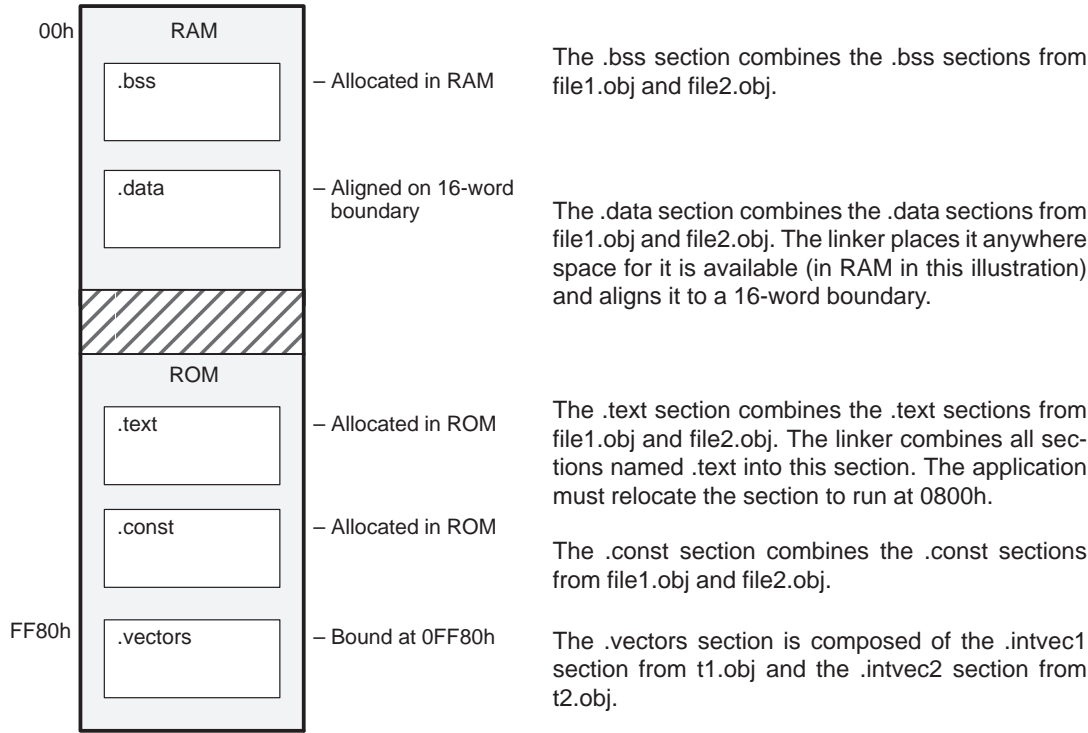 00h
RAM
.bss
– Allocated in RAM
The .bss section combines the .bss sections from
file1.obj and file2.obj.
.data
– Aligned on 16-word
boundary
The .data section combines the .data sections from
file1.obj and file2.obj. The linker places it anywhere
space for it is available (in RAM in this illustration)
and aligns it to a 16-word boundary.
ROM
.text
– Allocated in ROM
The .text section combines the .text sections from
file1.obj and file2.obj. The linker combines all sec-
tions named .text into this section. The application
must relocate the section to run at 0800h.
.const
– Allocated in ROM
The .const section combines the .const sections
from file1.obj and file2.obj.
FF80h
.vectors
– Bound at 0FF80h
The .vectors section is composed of the .intvec1
section from t1.obj and the .intvec2 section from
t2.obj.